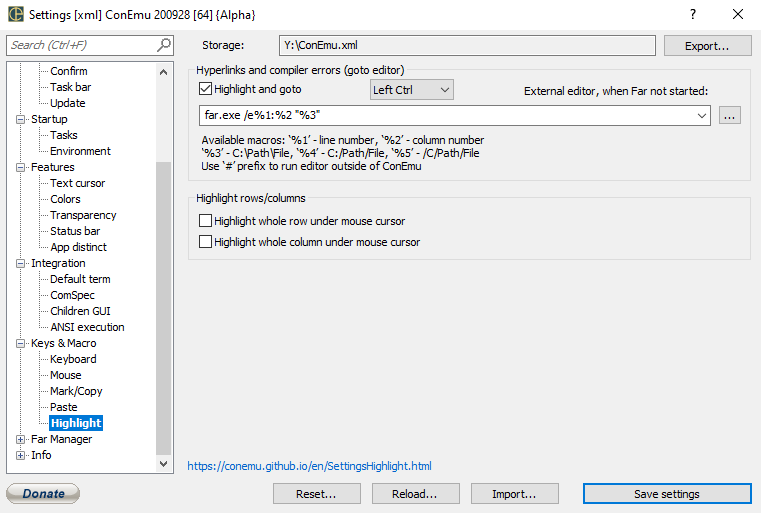 Settings [xml] ConEmu 200928 [64] {Alpha}
?
Search (Ctrl+F)
Storage:
Y:\ConEmu.xml
Export...
Confirm
Task bar
Update
Startup
Tasks
Environment
Features
Text cursor
Colors
Transparency
Status bar
App distinct
Integration
Default term
ComSpec
Children GUI
ANSI execution
Keys & Macro
Keyboard
Mouse
Mark/Copy
Paste
Highlight
Far Manager
Info
Hyperlinks and compiler errors (goto editor)
Highlight and goto
Left Ctrl
External editor, when Far not started:
far.exe /e%1:%2 "%3"
...
Available macros: ‘%1’ - line number, ‘%2’ - column number
‘%3’ - C:\Path\File, ‘%4’ - C:/Path/File, ‘%5’ - /C/Path/File
Use ‘#’ prefix to run editor outside of ConEmu
Highlight rows/columns
Highlight whole row under mouse cursor
Highlight whole column under mouse cursor
https://conemu.github.io/en/SettingsHighlight.html
Donate
Reset...
Reload...
Import...
Save settings